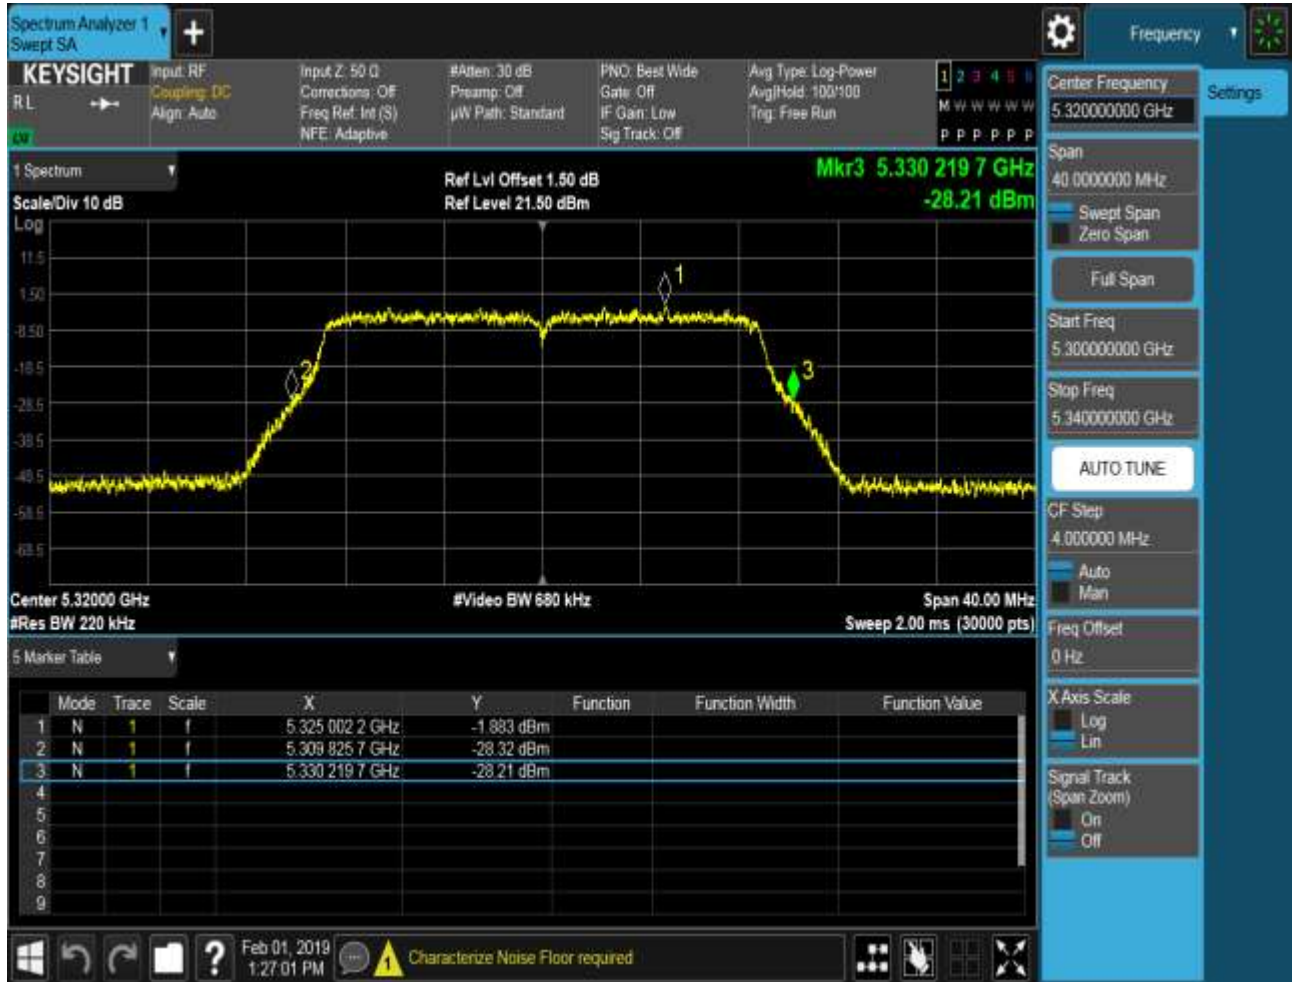 Spectrum Analyzer 1
Swept SA
+
Frequency
KEYSIGHT
RL
Input: RF
Coupling: DC
Align: Auto
Input Z: 50 Ω
Corrections: Off
Freq Ref: Int (S)
NFE: Adaptive
#Atten: 30 dB
Preamp: Off
µW Path: Standard
PNO: Best Wide
Gate: Off
IF Gain: Low
Sig Track: Off
Avg Type: Log-Power
Avg|Hold: 100/100
Trig: Free Run
1 2 3 4 5 6
M W W W W W
P P P P P P
1 Spectrum
Scale/Div 10 dB
Ref Lvl Offset 1.50 dB
Ref Level 21.50 dBm
Mkr3 5.330 219 7 GHz
-28.21 dBm
Log
11.5
1.50
-8.50
-18.5
-28.5
-38.5
-48.5
-58.5
-68.5
1
2
3
Center 5.32000 GHz
#Res BW 220 kHz
#Video BW 680 kHz
Span 40.00 MHz
Sweep 2.00 ms (30000 pts)
5 Marker Table
Mode Trace Scale X Y Function Function Width Function Value
1 N 1 f 5.325 002 2 GHz -1.883 dBm
2 N 1 f 5.309 825 7 GHz -28.32 dBm
3 N 1 f 5.330 219 7 GHz -28.21 dBm
4
5
6
7
8
9
Center Frequency
5.320000000 GHz
Settings
Span
40.0000000 MHz
Swept Span
Zero Span
Full Span
Start Freq
5.300000000 GHz
Stop Freq
5.340000000 GHz
AUTO TUNE
CF Step
4.000000 MHz
Auto
Man
Freq Offset
0 Hz
X Axis Scale
Log
Lin
Signal Track
(Span Zoom)
On
Off
?
Feb 01, 2019
1:27:01 PM
1
Characterize Noise Floor required